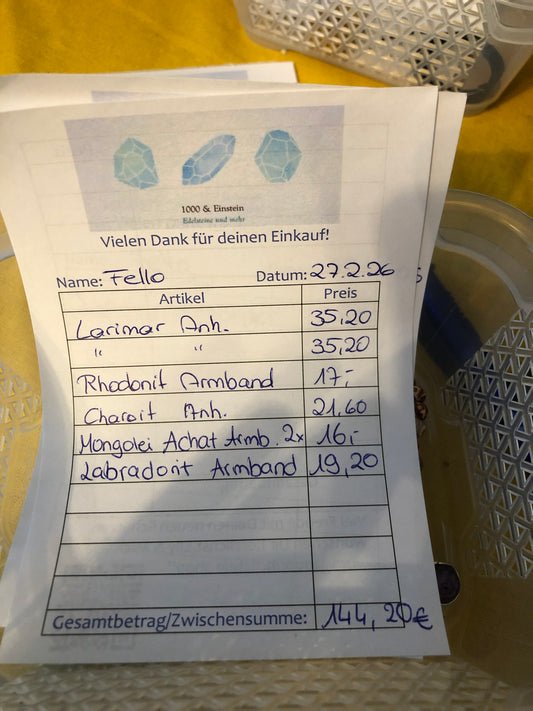 1000 & Einstein
Edelsteine und mehr
Vielen Dank für deinen Einkauf!
Name: Fello Datum: 27.2.26
Artikel Preis
Larimar Anh. 35,20
" " 35,20
Rhodonit Armband 17,-
Charoit Anh. 21,60
Mongolei Achat Armb. 2x 16,-
Labradorit Armband 19,20
Gesamtbetrag/Zwischensumme: 144,20€